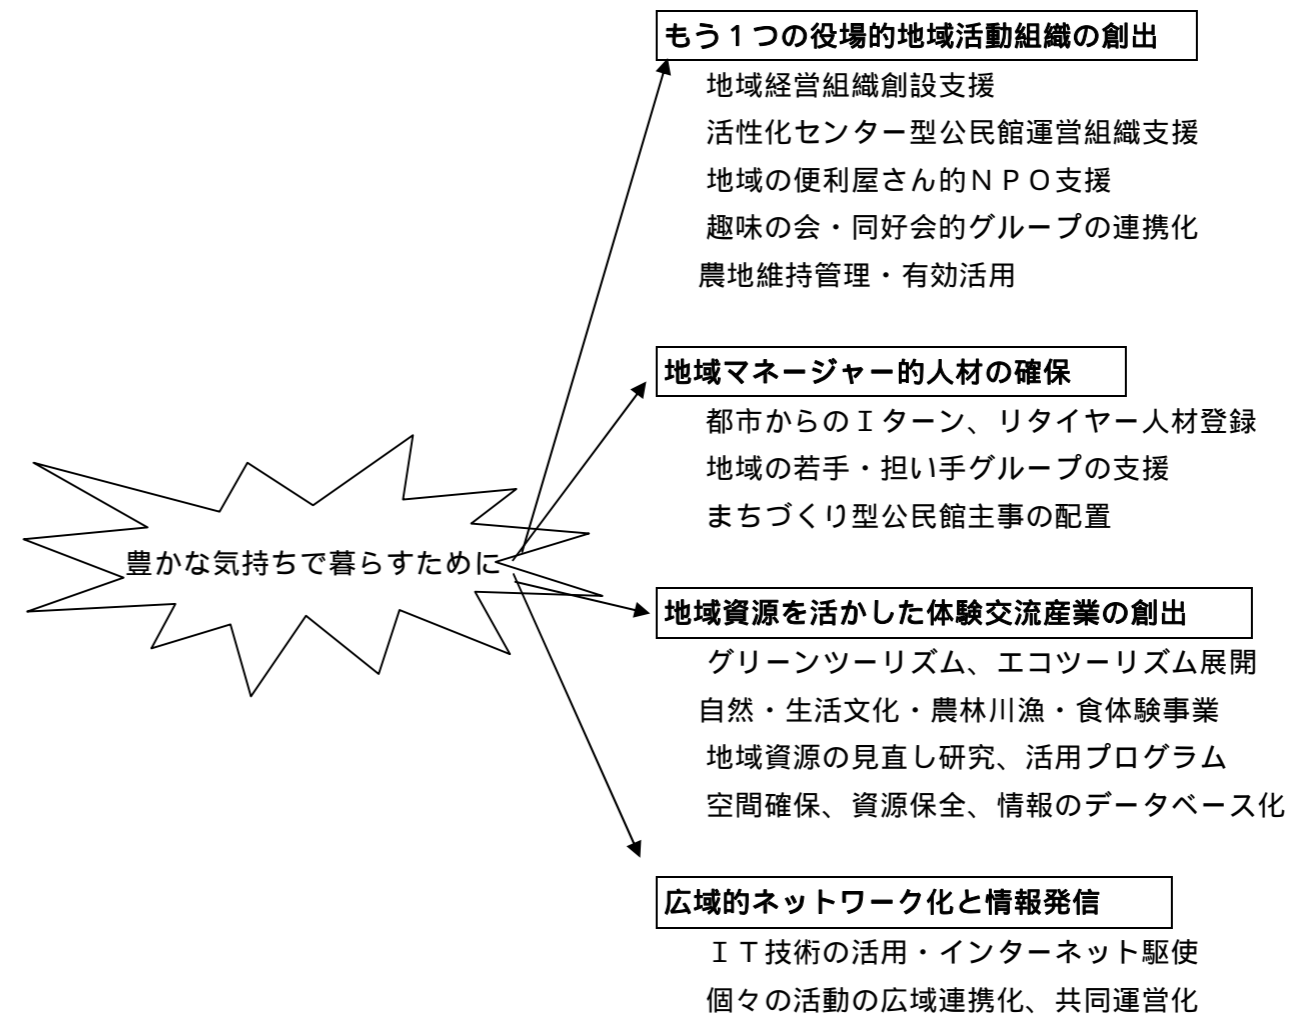 もう１つの役場的地域活動組織の創出
地域経営組織創設支援
活性化センター型公民館運営組織支援
地域の便利屋さん的ＮＰＯ支援
趣味の会・同好会的グループの連携化
農地維持管理・有効活用
地域マネージャー的人材の確保
都市からのＩターン、リタイヤー人材登録
地域の若手・担い手グループの支援
まちづくり型公民館主事の配置
豊かな気持ちで暮らすために
地域資源を活かした体験交流産業の創出
グリーンツーリズム、エコツーリズム展開
自然・生活文化・農林川漁・食体験事業
地域資源の見直し研究、活用プログラム
空間確保、資源保全、情報のデータベース化
広域的ネットワーク化と情報発信
ＩＴ技術の活用・インターネット駆使
個々の活動の広域連携化、共同運営化